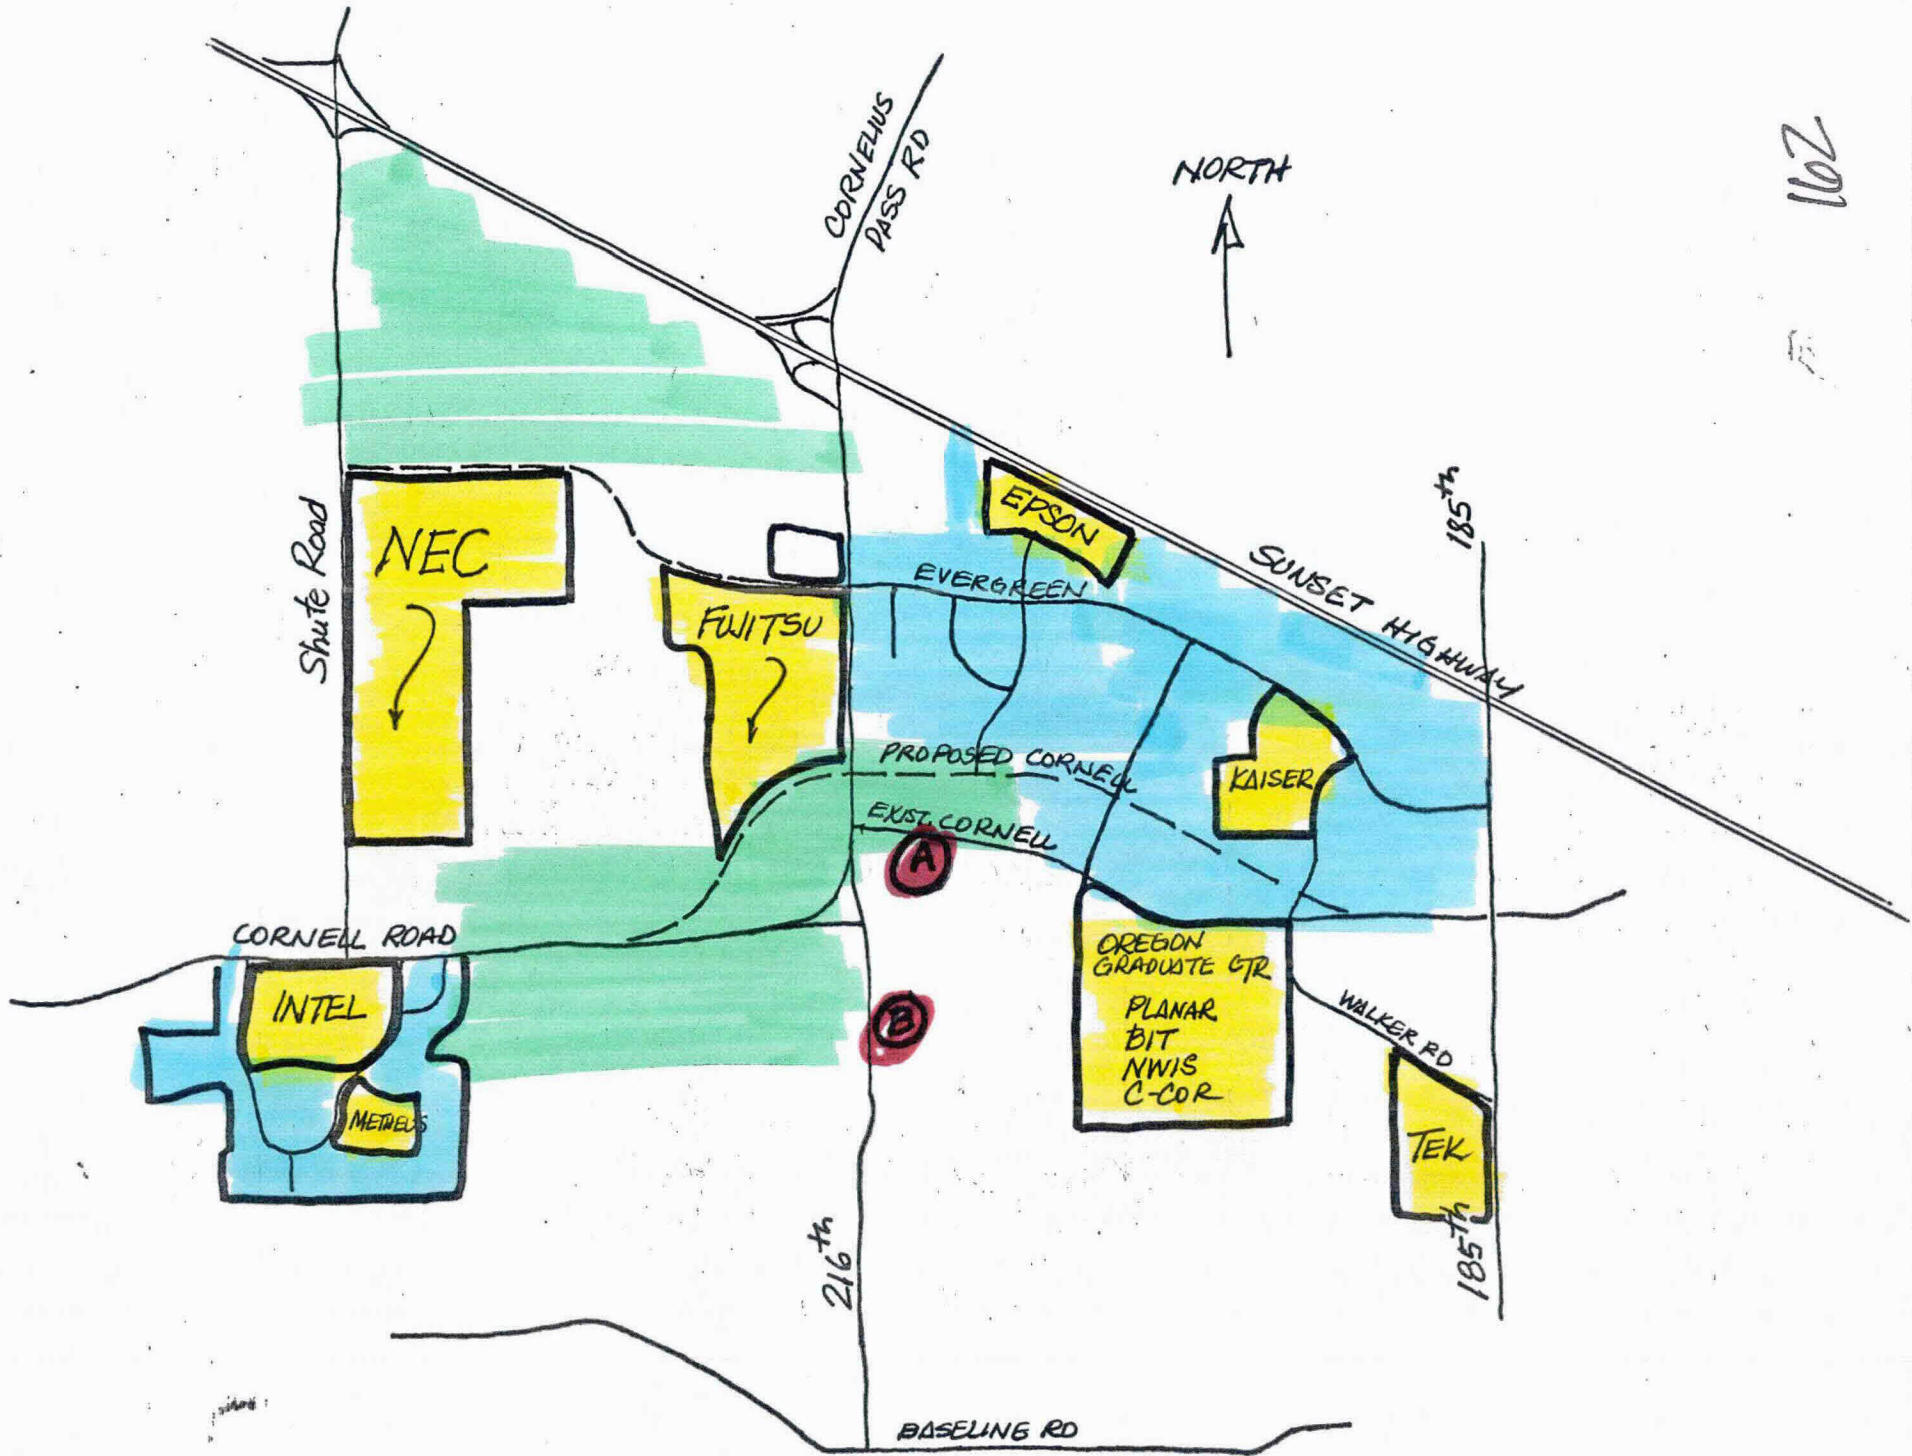 CORNELIUS
PASS RD
NORTH
1162
Shute Road
NEC
EPSON
185th
SUNSET HIGHWAY
EVERGREEN
FUJITSU
PROPOSED CORNELL
KAISER
EXIST. CORNELL
A
CORNELL ROAD
INTEL
B
OREGON
GRADUATE CTR
PLANAR
BIT
NWIS
C-COR
WALKER RD
METHEUS
TEK
216th
185th
BASELINE RD